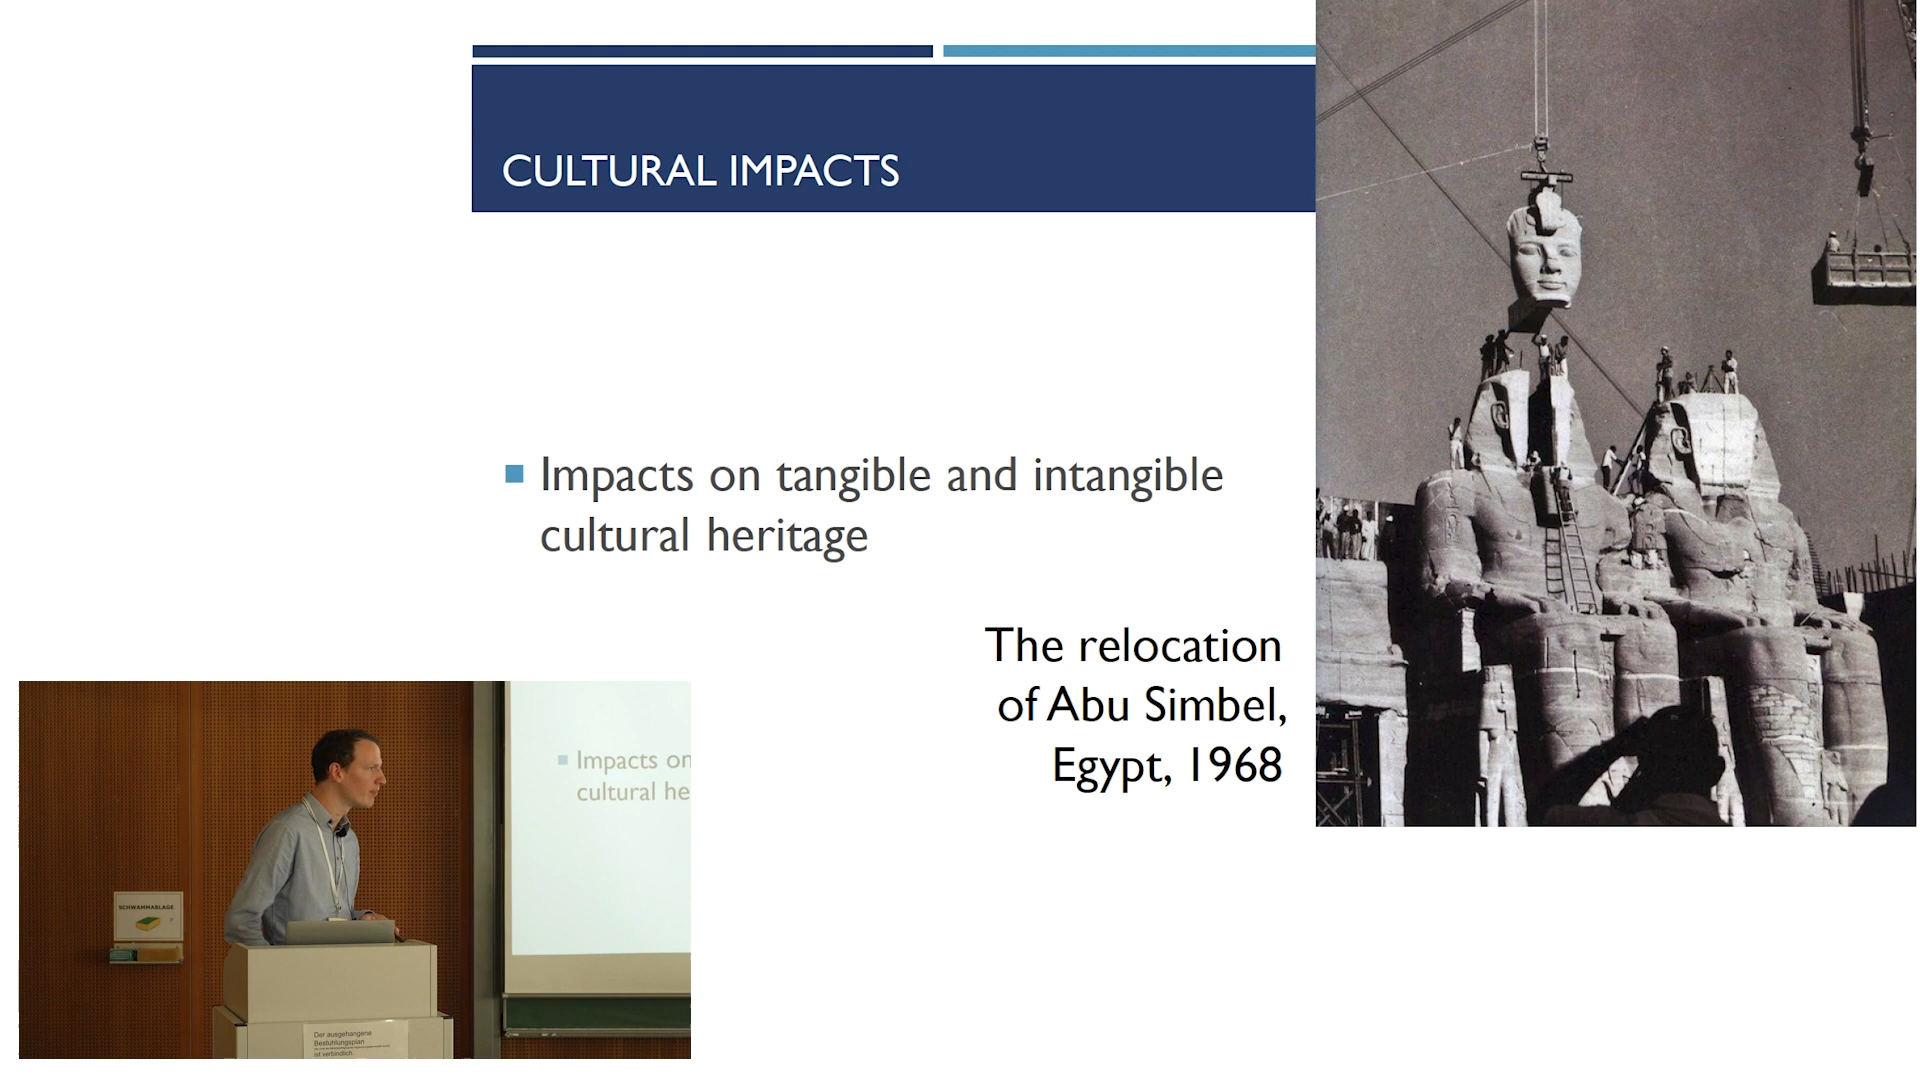 CULTURAL IMPACTS
Impacts on tangible and intangible
cultural heritage
The relocation
of Abu Simbel,
Egypt, 1968
Impacts on
cultural he
SCHWAMMABLAGE
Der ausgehangene
Bestuhlungsplan
ist verbindlich.